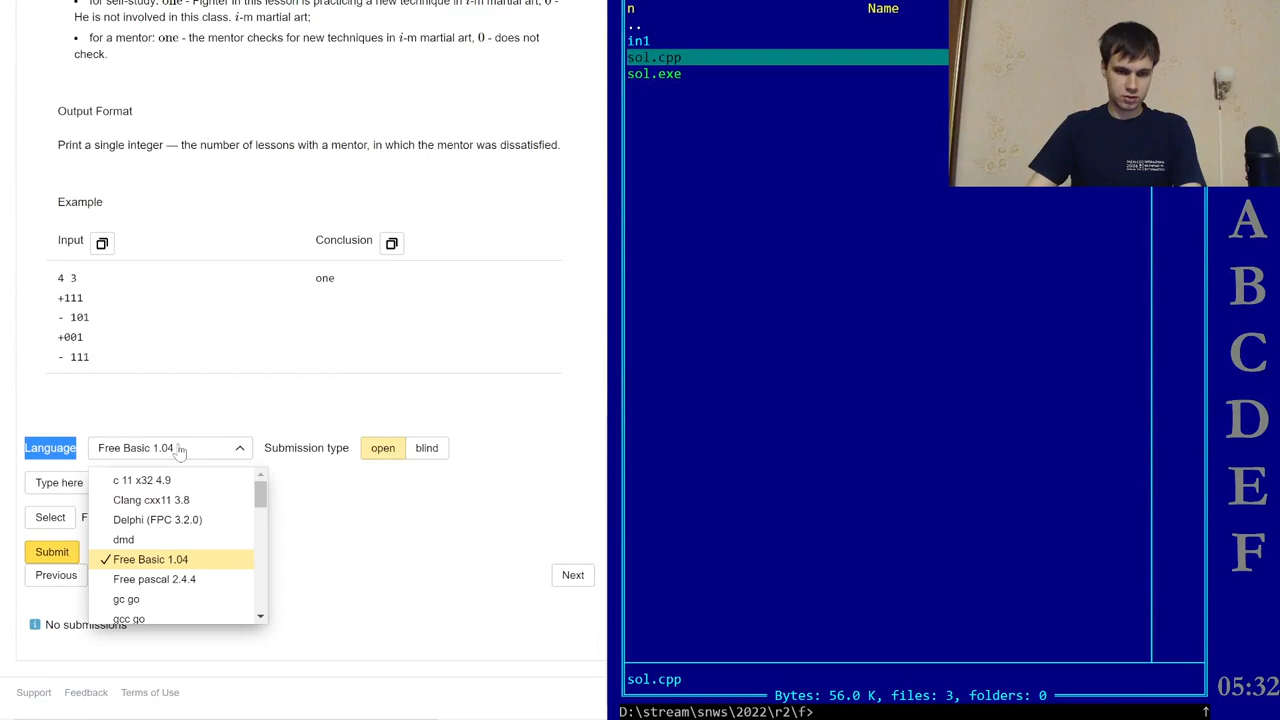 for self-study: one - Fighter in this lesson is practicing a new technique in i-m martial art, 0 -
He is not involved in this class. i-m martial art;
for a mentor: one - the mentor checks for new techniques in i-m martial art, 0 - does not
check.
Output Format
Print a single integer — the number of lessons with a mentor, in which the mentor was dissatisfied.
Example
Input
Conclusion
4 3
one
+111
- 101
+001
- 111
Language
Free Basic 1.04
Submission type
open
blind
c 11 x32 4.9
Clang cxx11 3.8
Delphi (FPC 3.2.0)
dmd
Free Basic 1.04
Free pascal 2.4.4
gc go
gcc go
Type here
Select
F
Submit
Previous
Next
No submissions
Support
Feedback
Terms of Use
n
Name
..
in1
sol.cpp
sol.exe
sol.cpp
Bytes: 56.0 K, files: 3, folders: 0
D:\stream\snws\2022\r2\f>
A
B
C
D
E
F
05:32